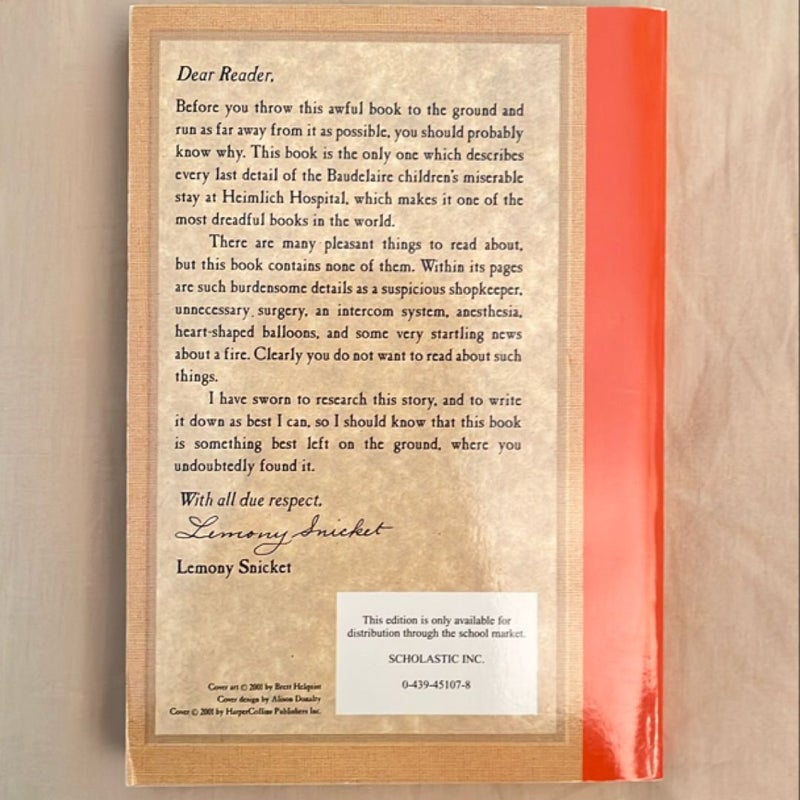 Dear Reader,
Before you throw this awful book to the ground and
run as far away from it as possible, you should probably
know why. This book is the only one which describes
every last detail of the Baudelaire children's miserable
stay at Heimlich Hospital, which makes it one of the
most dreadful books in the world.
There are many pleasant things to read about,
but this book contains none of them. Within its pages
are such burdensome details as a suspicious shopkeeper,
unnecessary surgery, an intercom system, anesthesia,
heart-shaped balloons, and some very startling news
about a fire. Clearly you do not want to read about such
things.
I have sworn to research this story, and to write
it down as best I can, so I should know that this book
is something best left on the ground, where you
undoubtedly found it.
With all due respect,
Lemony Snicket
Lemony Snicket
This edition is only available for
distribution through the school market.
SCHOLASTIC INC.
0-439-45107-8
Cover art © 2001 by Brett Helquist
Cover design by Alison Donalty
Cover © 2001 by HarperCollins Publishers Inc.